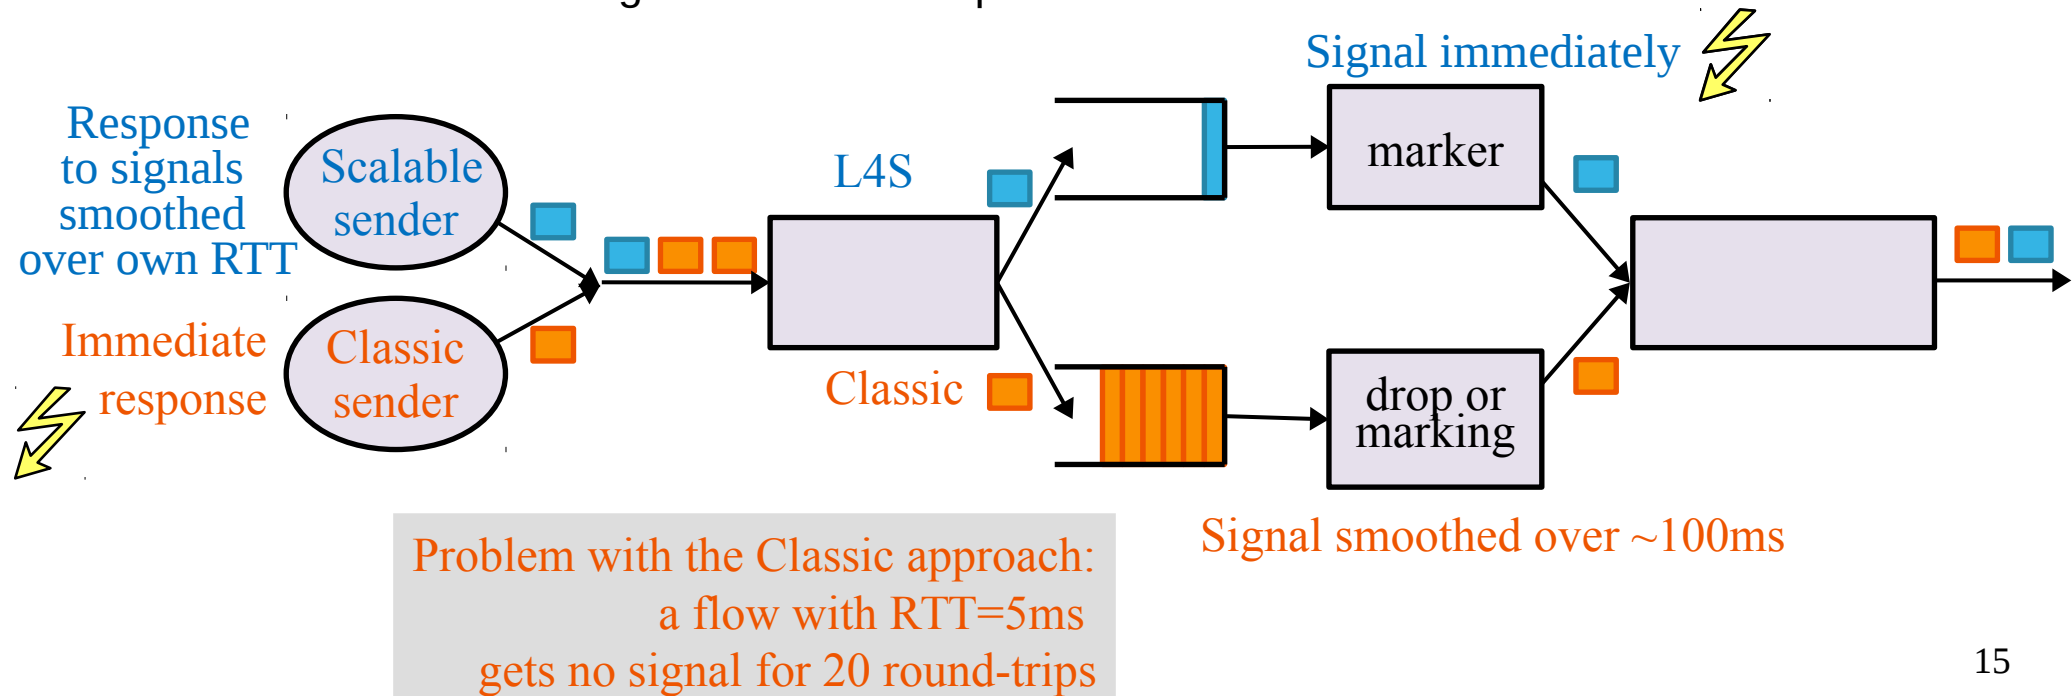 Signal immediately
Response
to signals
smoothed
over own RTT
Scalable
sender
L4S
marker
Immediate
response
Classic
sender
Classic
drop or
marking
Signal smoothed over ~100ms
Problem with the Classic approach:
a flow with RTT=5ms
gets no signal for 20 round-trips
15